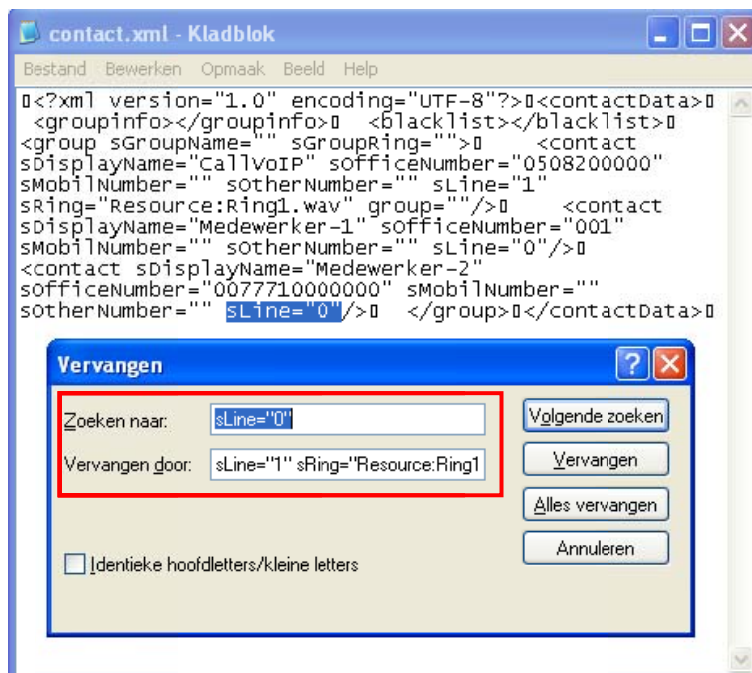 contact.xml - Kladblok
Bestand Bewerken Opmaak Beeld Help
▯<?xml version="1.0" encoding="UTF-8"?>▯<contactData>▯
<groupinfo></groupinfo>▯ <blacklist></blacklist>▯
<group sGroupName="" sGroupRing="">▯ <contact
sDisplayName="CallVoIP" sOfficeNumber="0508200000"
sMobilNumber="" sOtherNumber="" sLine="1"
sRing="Resource:Ring1.wav" group=""/>▯ <contact
sDisplayName="Medewerker-1" sOfficeNumber="001"
sMobilNumber="" sOtherNumber="" sLine="0"/>▯
<contact sDisplayName="Medewerker-2"
sOfficeNumber="0077710000000" sMobilNumber=""
sOtherNumber="" sLine="0"/>▯ </group>▯</contactData>▯
Vervangen
Zoeken naar: sLine="0" Volgende zoeken
Vervangen door: sLine="1" sRing="Resource:Ring1 Vervangen
Alles vervangen
Annuleren
Identieke hoofdletters/kleine letters